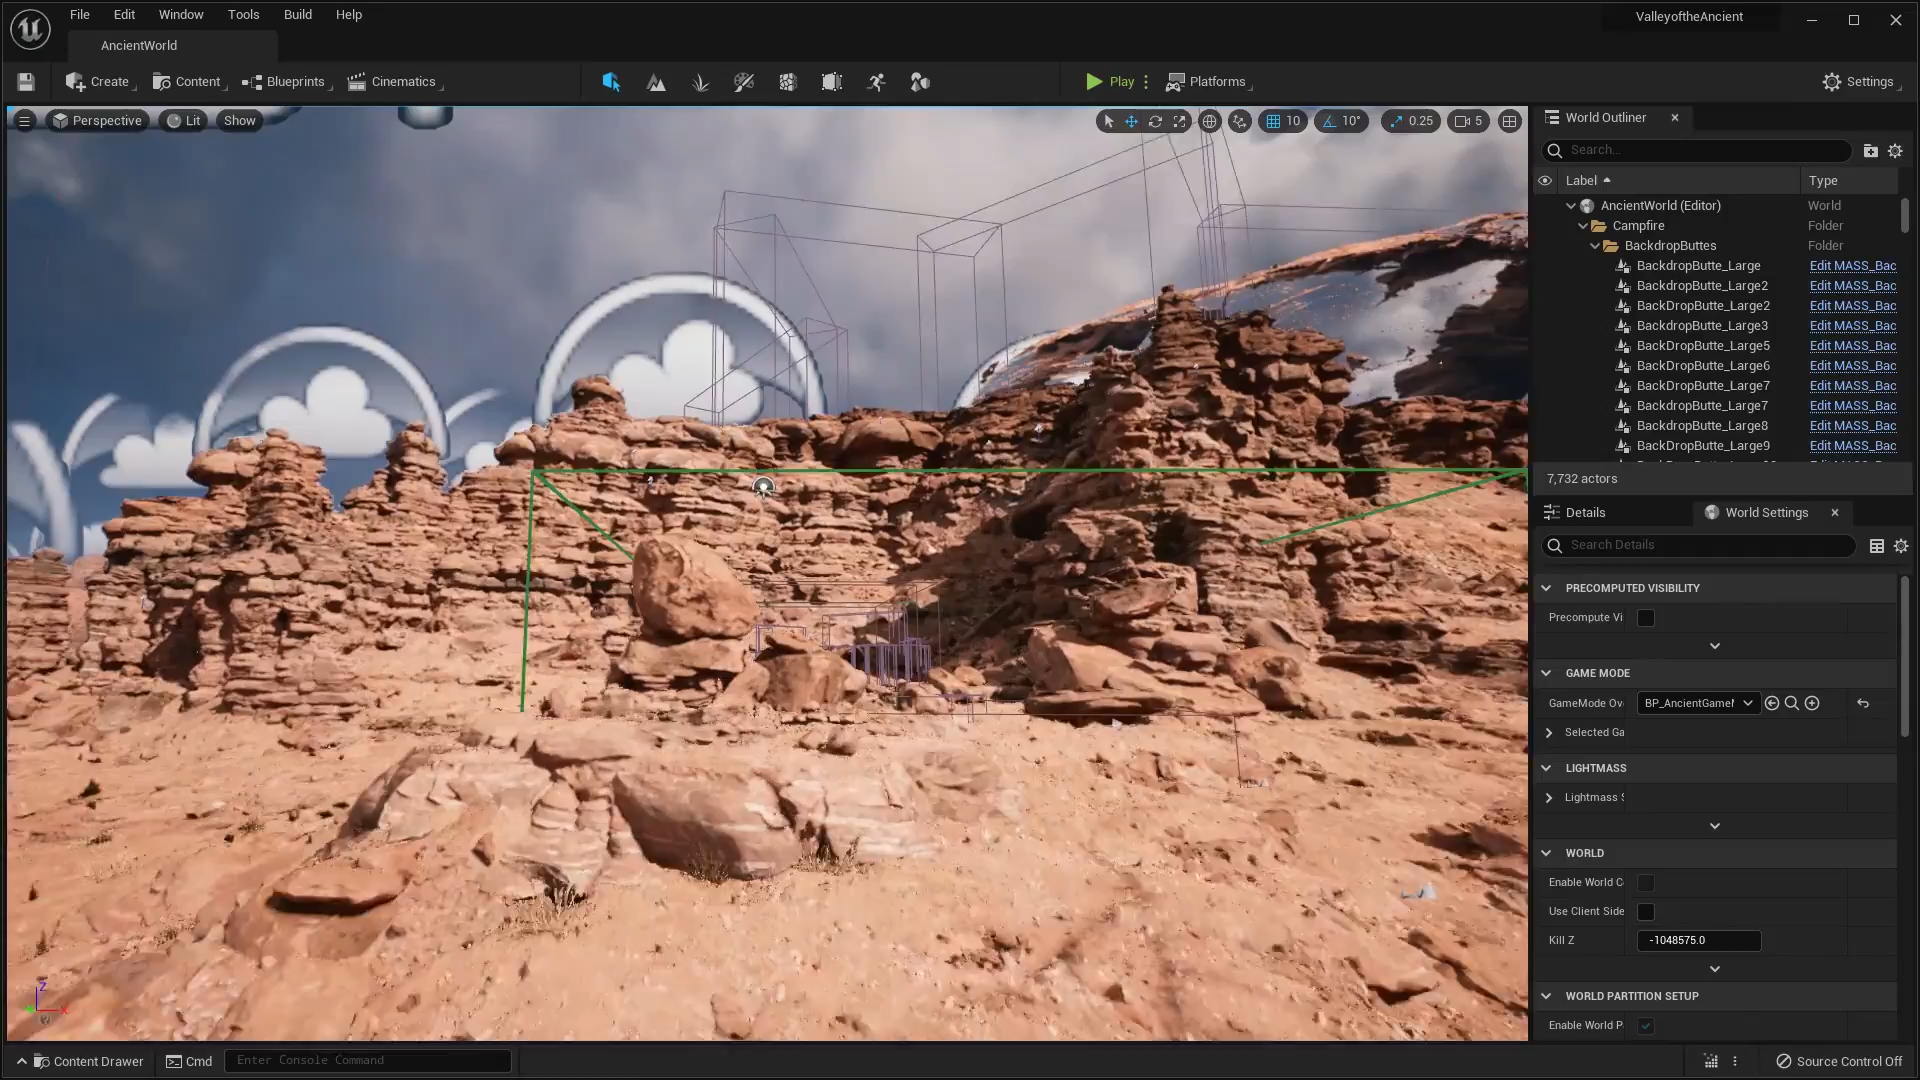 File Edit Window Tools Build Help
ValleyoftheAncient
AncientWorld
Create Content Blueprints Cinematics
Play Platforms
Settings
Perspective Lit Show
10 10° 0.25 5
World Outliner
Search...
Label Type
AncientWorld (Editor) World
Campfire Folder
BackdropButtes Folder
BackdropButte_Large Edit MASS_Bac
BackdropButte_Large2 Edit MASS_Bac
BackDropButte_Large2 Edit MASS_Bac
BackdropButte_Large3 Edit MASS_Bac
BackDropButte_Large5 Edit MASS_Bac
BackDropButte_Large6 Edit MASS_Bac
BackDropButte_Large7 Edit MASS_Bac
BackDropButte_Large7 Edit MASS_Bac
BackDropButte_Large8 Edit MASS_Bac
BackDropButte_Large9 Edit MASS_Bac
7,732 actors
Details World Settings
Search Details
PRECOMPUTED VISIBILITY
Precompute Vi
GAME MODE
GameMode Ov BP_AncientGame
Selected Ga
LIGHTMASS
Lightmass S
WORLD
Enable World C
Use Client Side
Kill Z -1048575.0
WORLD PARTITION SETUP
Enable World P
Z
X
Content Drawer Cmd Enter Console Command
Source Control Off